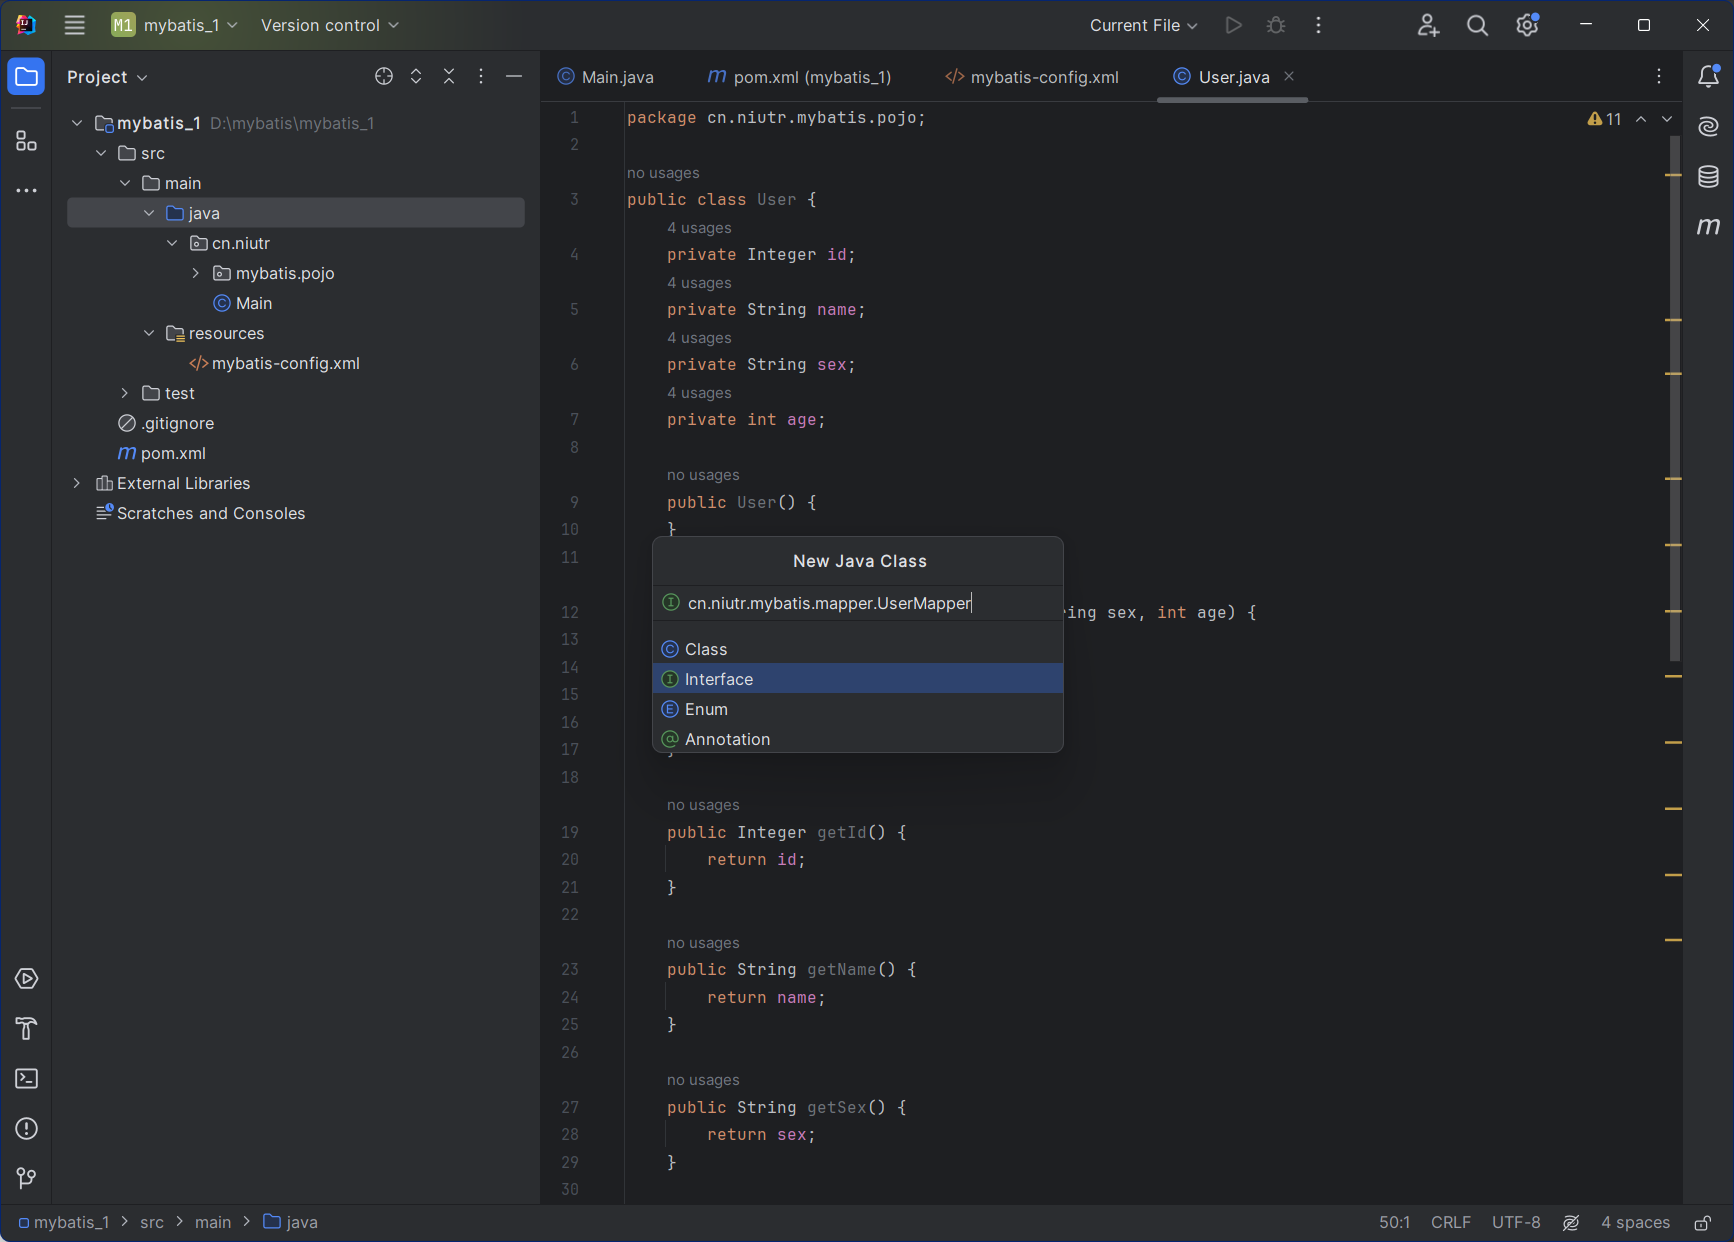 M1 mybatis_1 Version control Current File
Project
Main.java pom.xml (mybatis_1) mybatis-config.xml User.java
mybatis_1 D:\mybatis\mybatis_1
src
main
java
cn.niutr
mybatis.pojo
Main
resources
mybatis-config.xml
test
.gitignore
pom.xml
External Libraries
Scratches and Consoles
11
1 package cn.niutr.mybatis.pojo;
2
no usages
3 public class User {
4 usages
4 private Integer id;
4 usages
5 private String name;
4 usages
6 private String sex;
4 usages
7 private int age;
8
no usages
9 public User() {
10 }
11
12 ring sex, int age) {
13
14
15
16
17 }
18
no usages
19 public Integer getId() {
20 return id;
21 }
22
no usages
23 public String getName() {
24 return name;
25 }
26
no usages
27 public String getSex() {
28 return sex;
29 }
30
New Java Class
cn.niutr.mybatis.mapper.UserMapper
Class
Interface
Enum
Annotation
mybatis_1 > src > main > java
50:1 CRLF UTF-8 4 spaces